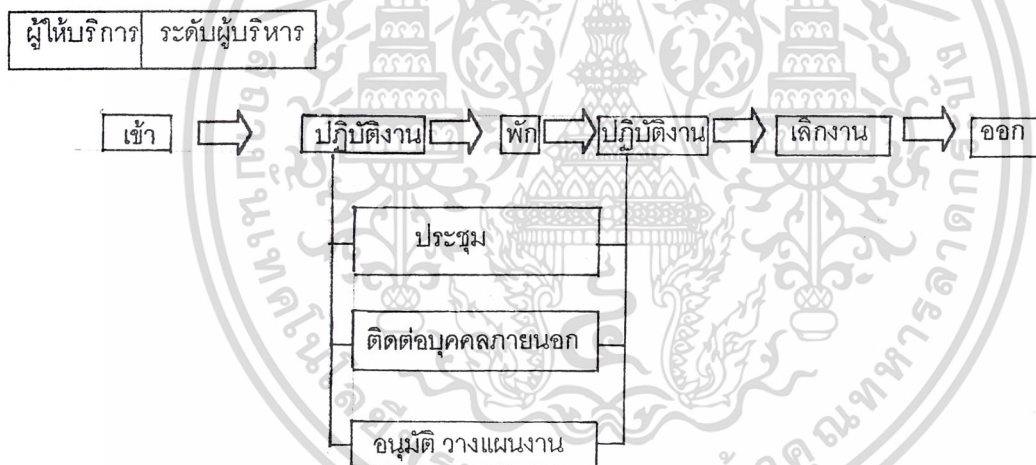 ผู้ให้บริการ ระดับผู้บริหาร
เข้า ปฏิบัติงาน พัก ปฏิบัติงาน เลิกงาน ออก
ประชุม
ติดต่อบุคคลภายนอก
อนุมัติ วางแผนงาน